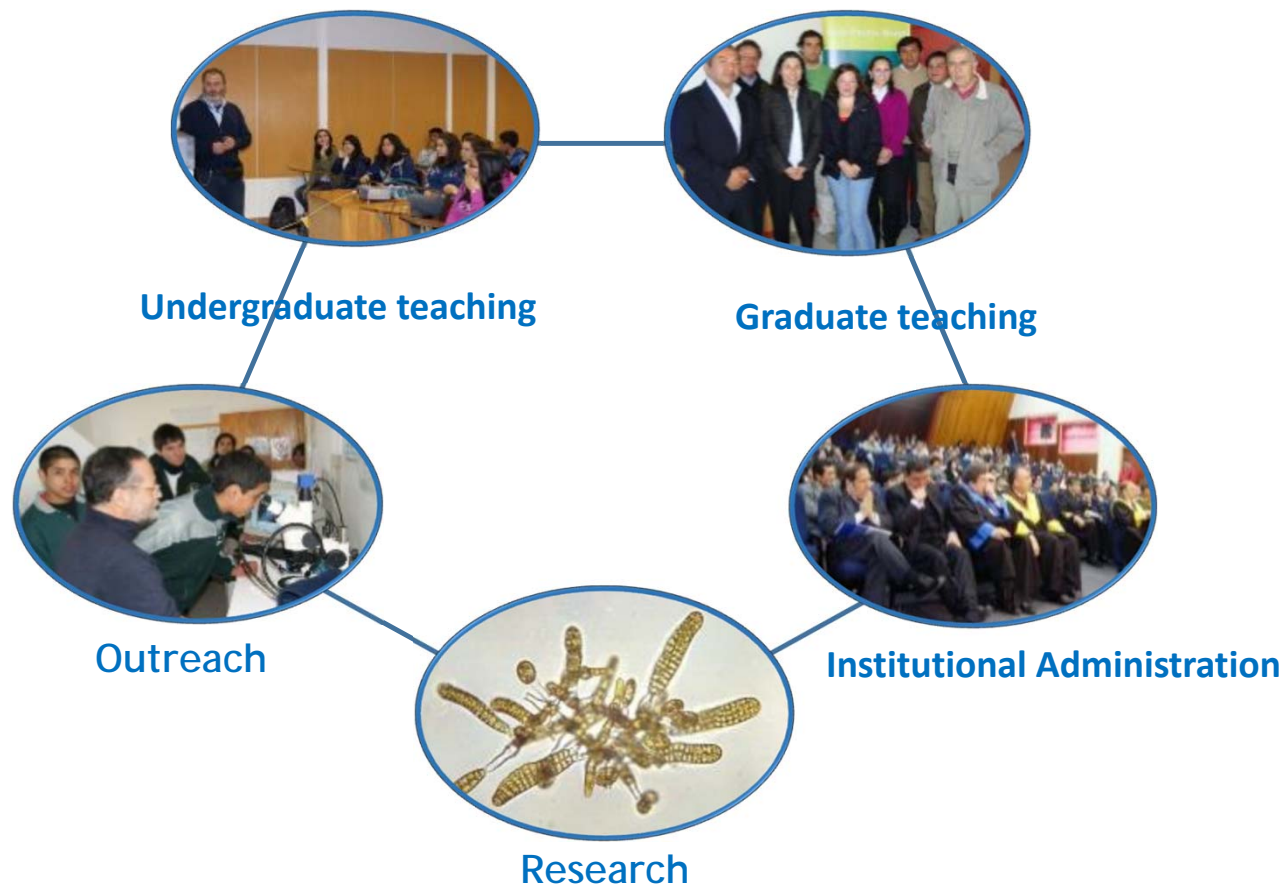 Undergraduate teaching
Graduate teaching
Outreach
Institutional Administration
Research